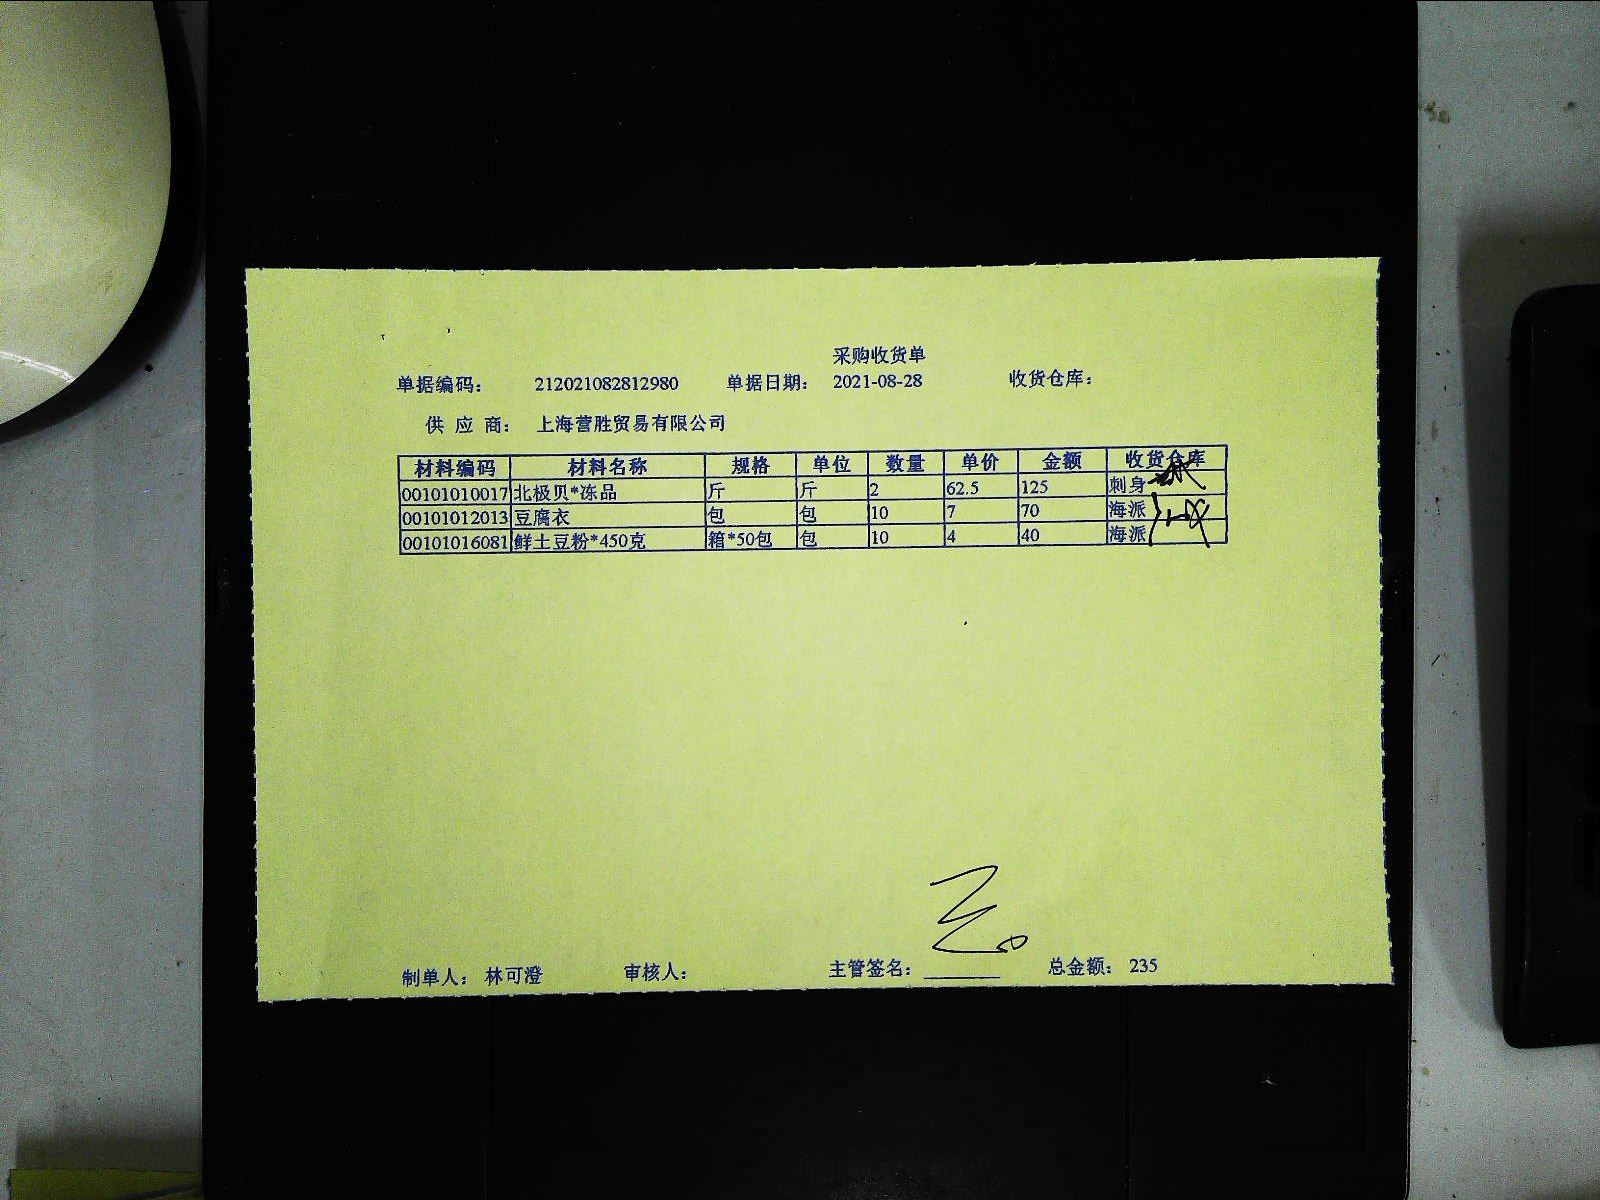 采购收货单
单据编码： 212021082812980 单据日期： 2021-08-28 收货仓库：
供 应 商： 上海营胜贸易有限公司
材料编码 材料名称 规格 单位 数量 单价 金额 收货仓库
00101010017 北极贝*冻品 斤 斤 2 62.5 125 刺身
00101012013 豆腐衣 包 包 10 7 70 海派
00101016081 鲜土豆粉*450克 箱*50包 包 10 4 40 海派
制单人： 林可澄 审核人： 主管签名： 总金额： 235